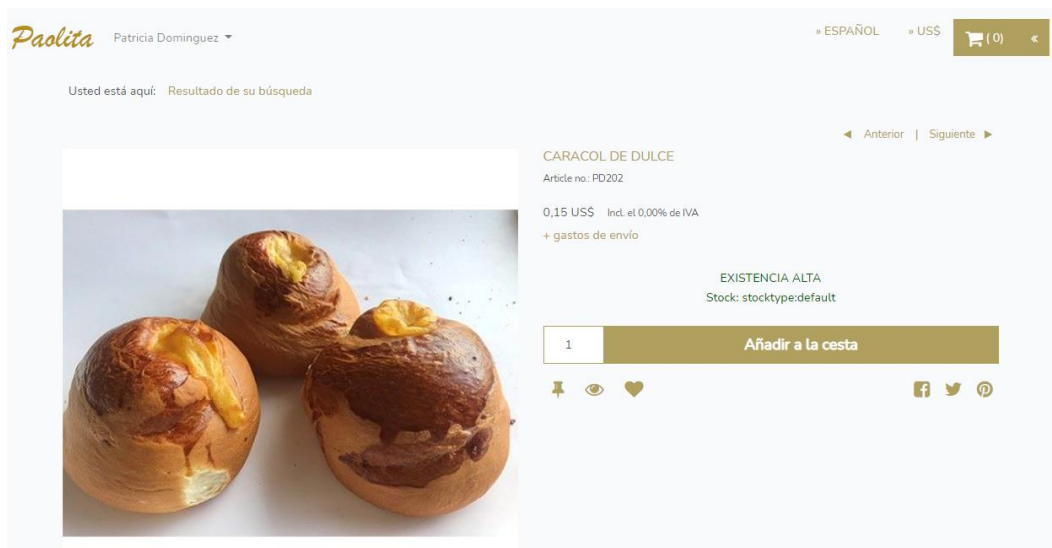 Paolita
Patricia Dominguez
» ESPAÑOL
» US$
( 0)
«
Usted está aquí: Resultado de su búsqueda
◄ Anterior | Siguiente ►
CARACOL DE DULCE
Article no.: PD202
0,15 US$ Incl. el 0,00% de IVA
+ gastos de envío
EXISTENCIA ALTA
Stock: stocktype:default
1
Añadir a la cesta